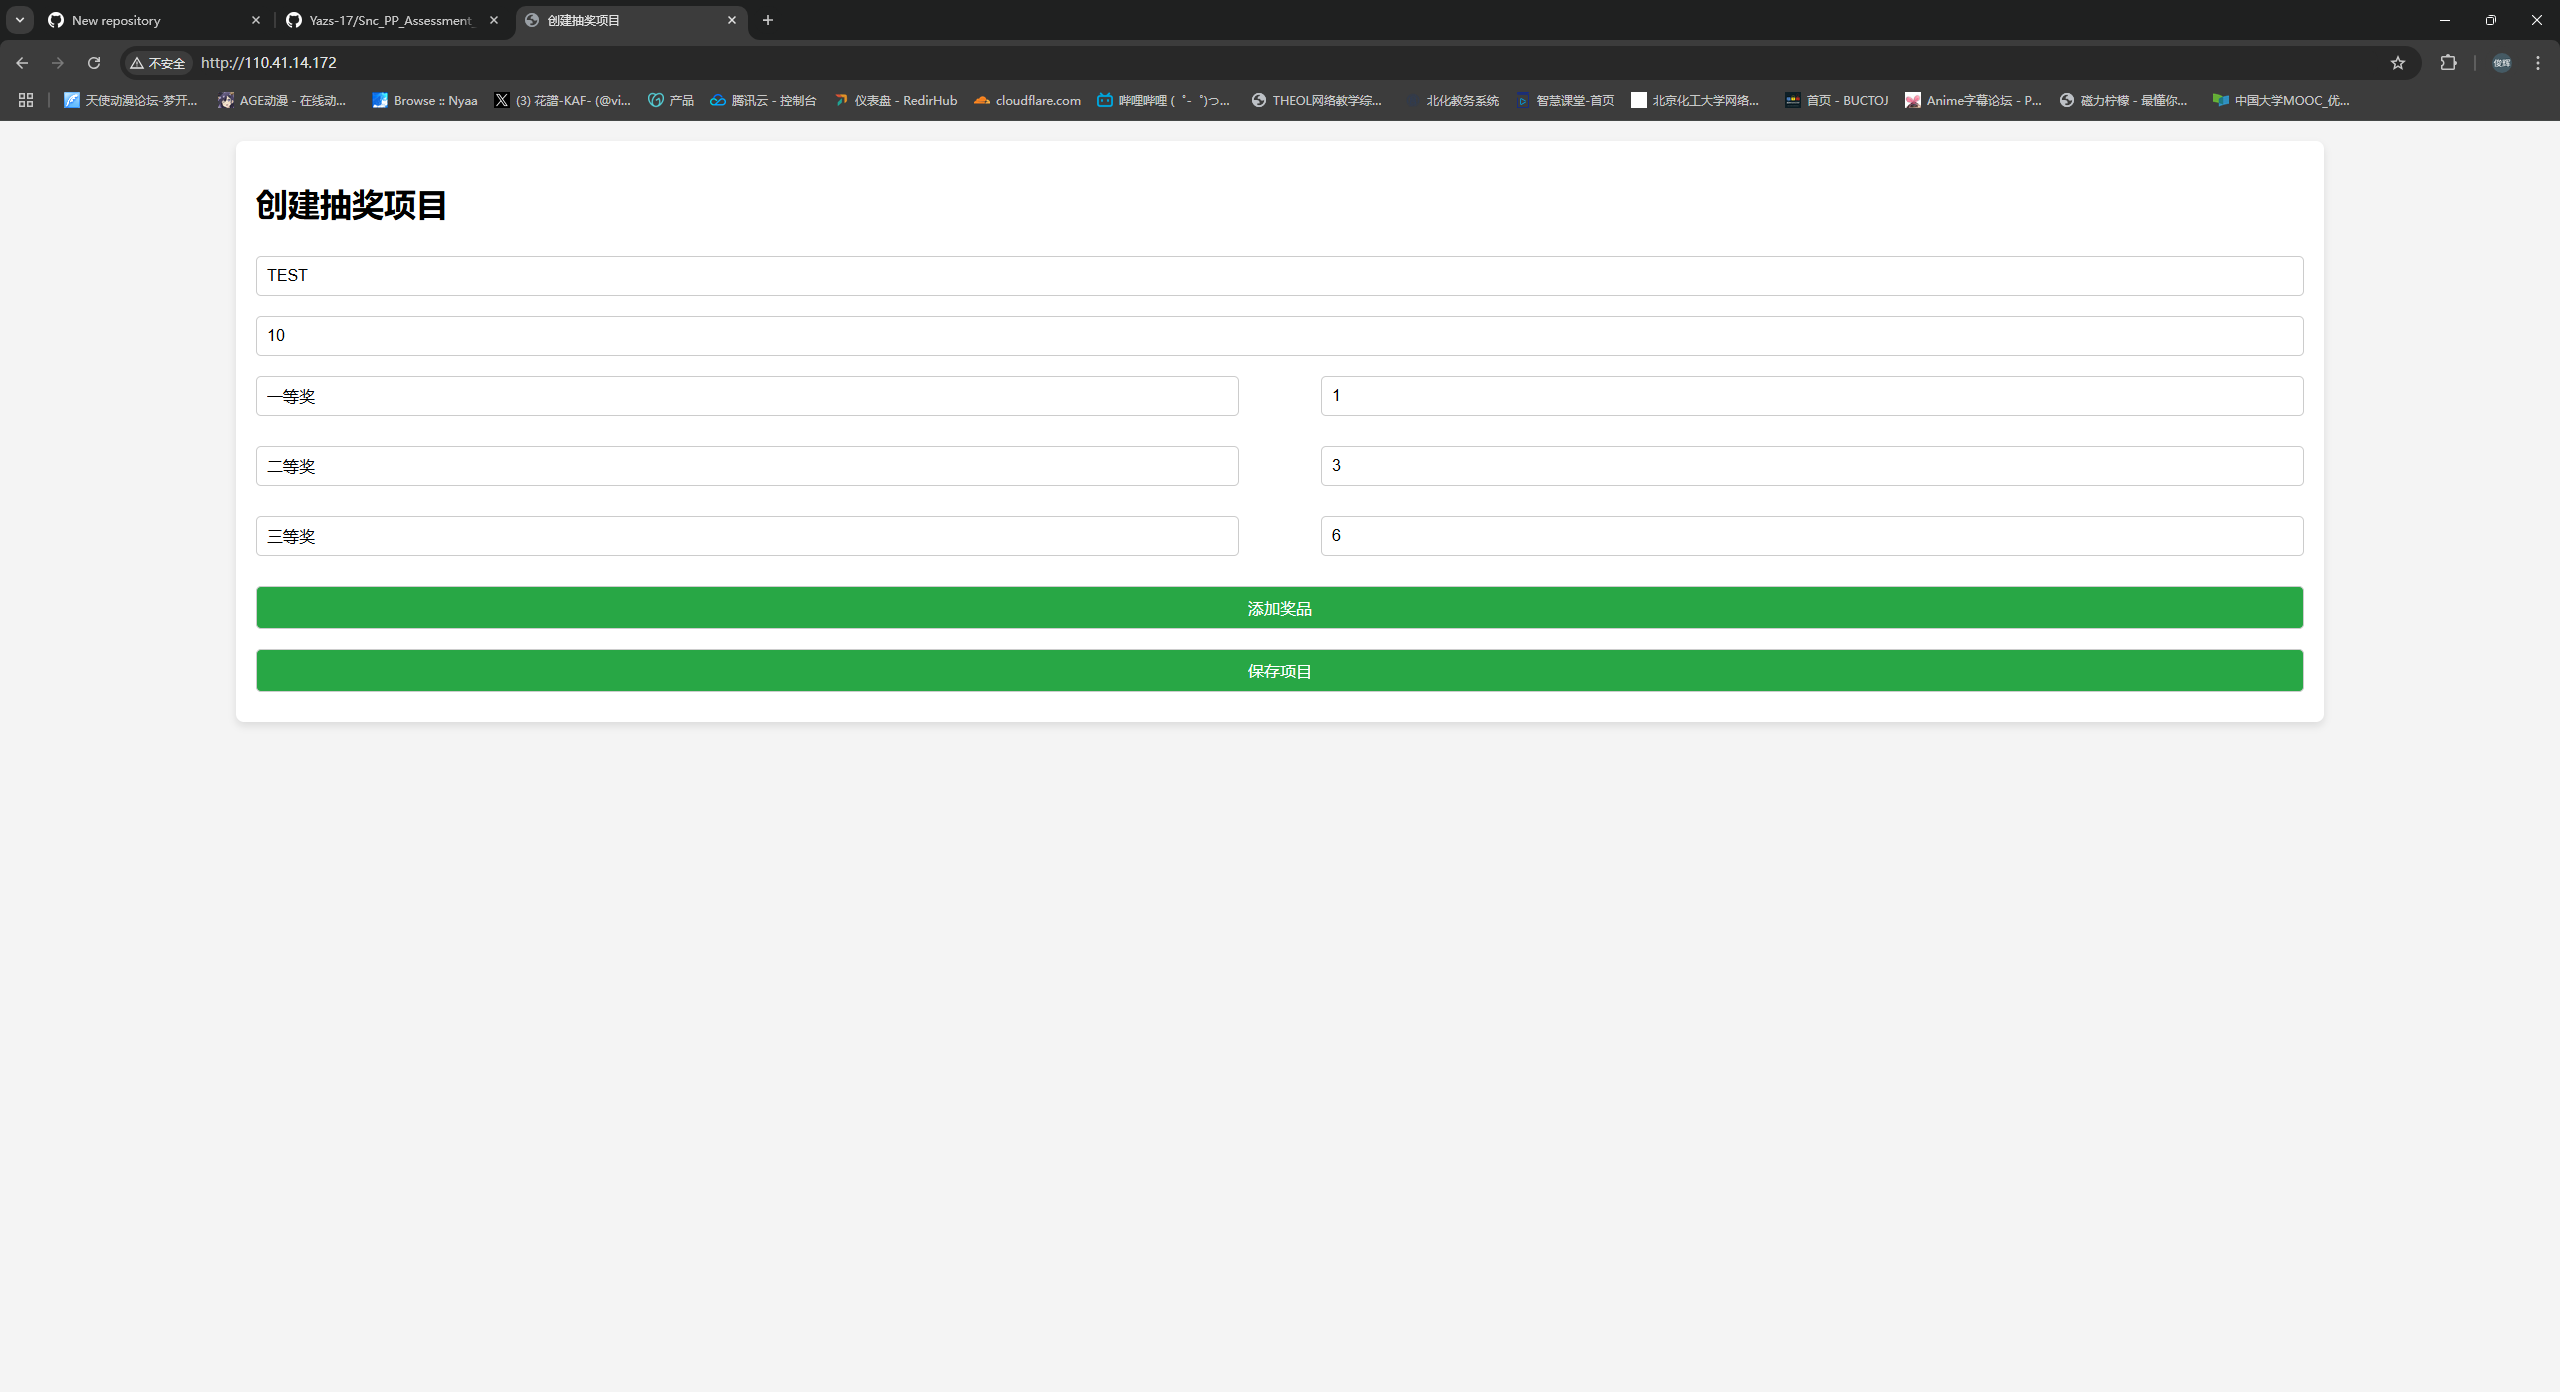 New repository
Yazs-17/Snc_PP_Assessment_
创建抽奖项目
不安全
http://110.41.14.172
俊辉
天使动漫论坛-梦开...
AGE动漫 - 在线动...
Browse :: Nyaa
(3) 花譜-KAF- (@vi...
产品
腾讯云 - 控制台
仪表盘 - RedirHub
cloudflare.com
哔哩哔哩 (゜-゜)つ...
THEOL网络教学综...
北化教务系统
智慧课堂-首页
北京化工大学网络...
首页 - BUCTOJ
Anime字幕论坛 - P...
磁力柠檬 - 最懂你...
中国大学MOOC_优...
创建抽奖项目
TEST
10
一等奖
1
二等奖
3
三等奖
6
添加奖品
保存项目